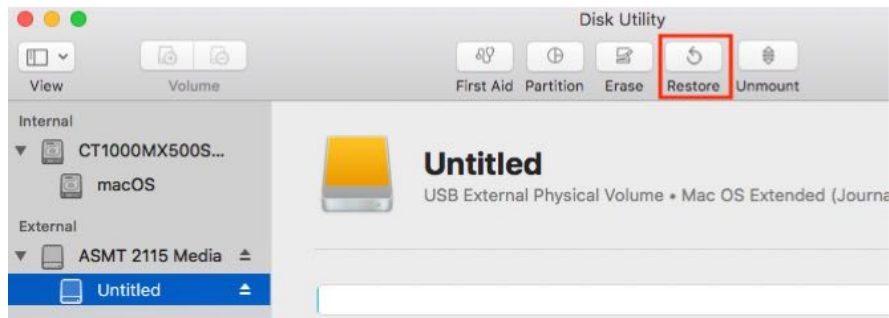 Disk Utility
View Volume First Aid Partition Erase Restore Unmount
Internal
CT1000MX500S...
macOS
External
ASMT 2115 Media
Untitled
Untitled
USB External Physical Volume • Mac OS Extended (Journa